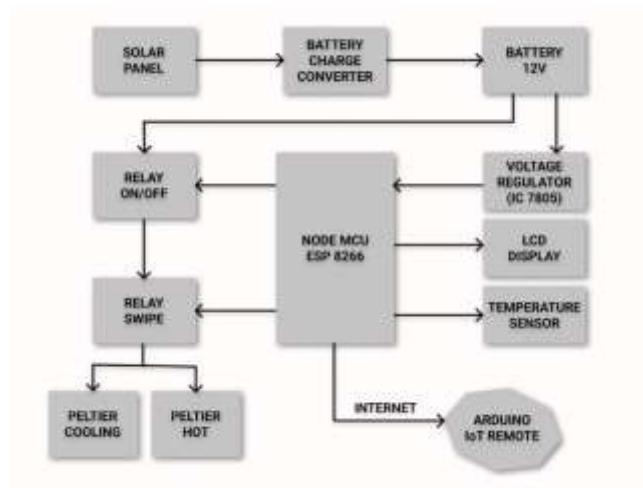 SOLAR
PANEL
BATTERY
CHARGE
CONVERTER
BATTERY
12V
RELAY
ON/OFF
NODE MCU
ESP 8266
VOLTAGE
REGULATOR
(IC 7805)
LCD
DISPLAY
RELAY
SWIPE
TEMPERATURE
SENSOR
PELTIER
COOLING
PELTIER
HOT
INTERNET
ARDUINO
IoT REMOTE